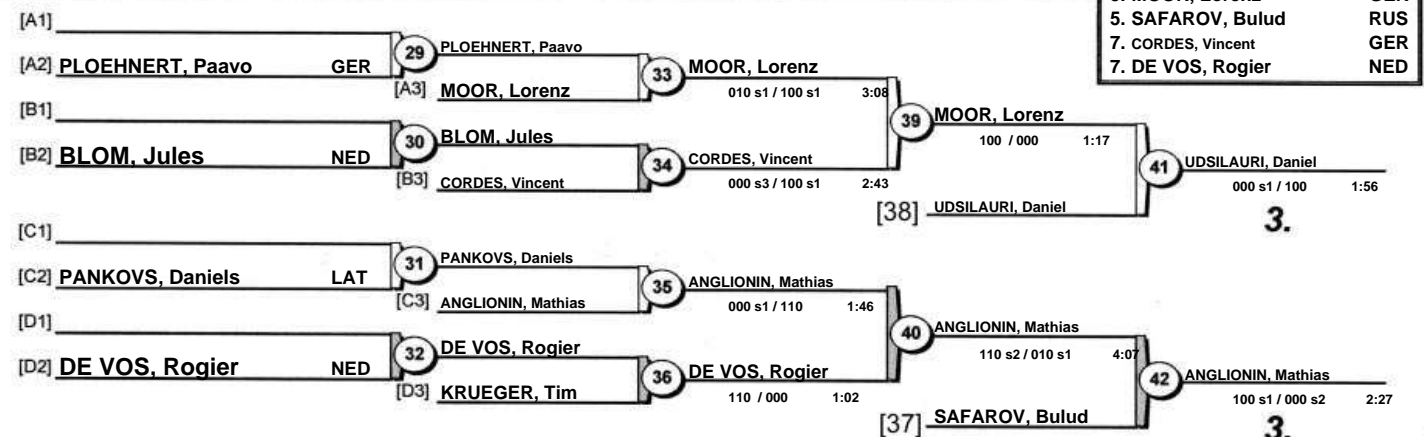 5. SAFAROV, Bulud RUS
7. CORDES, Vincent GER
7. DE VOS, Rogier NED
[A1]
[A2] PLOEHNERT, Paavo GER
29 PLOEHNERT, Paavo
[A3] MOOR, Lorenz
33 MOOR, Lorenz
010 s1 / 100 s1 3:08
[B1]
[B2] BLOM, Jules NED
30 BLOM, Jules
[B3] CORDES, Vincent
34 CORDES, Vincent
000 s3 / 100 s1 2:43
39 MOOR, Lorenz
100 / 000 1:17
[38] UDSILAURI, Daniel
41 UDSILAURI, Daniel
000 s1 / 100 1:56
3.
[C1]
[C2] PANKOVS, Daniels LAT
31 PANKOVS, Daniels
[C3] ANGLIONIN, Mathias
35 ANGLIONIN, Mathias
000 s1 / 110 1:46
[D1]
[D2] DE VOS, Rogier NED
32 DE VOS, Rogier
[D3] KRUEGER, Tim
36 DE VOS, Rogier
110 / 000 1:02
40 ANGLIONIN, Mathias
110 s2 / 010 s1 4:07
[37] SAFAROV, Bulud
42 ANGLIONIN, Mathias
100 s1 / 000 s2 2:27
3.